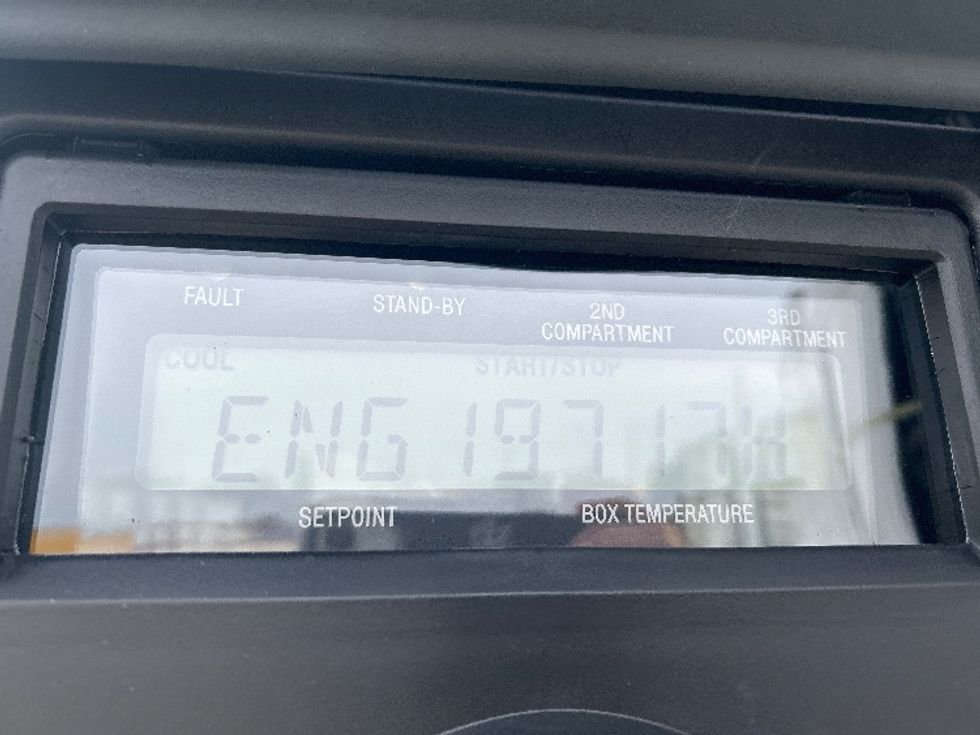 FAULT STAND-BY 2ND COMPARTMENT 3RD COMPARTMENT
COOL START/STOP
ENG 19717H
SETPOINT BOX TEMPERATURE